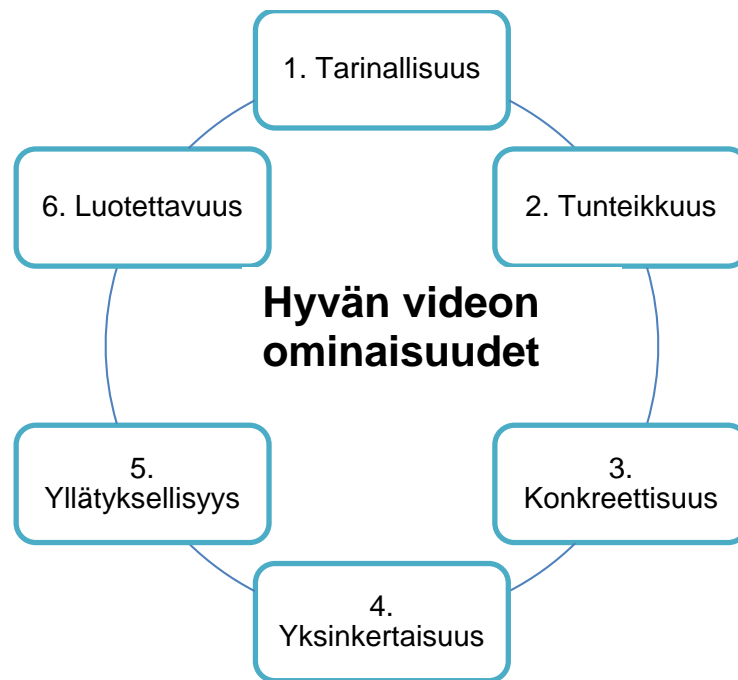 1. Tarinallisuus
2. Tunteikkuus
3.
Konkreettisuus
4.
Yksinkertaisuus
5.
Yllätyksellisyys
6. Luotettavuus
Hyvän videon
ominaisuudet